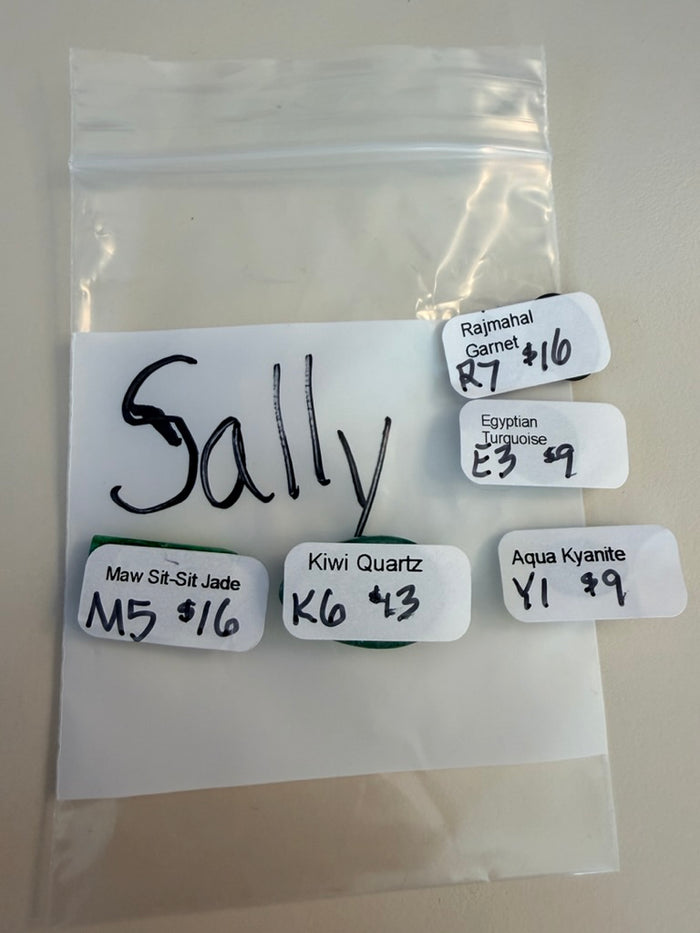 Sally
Rajmahal
Garnet
R7 $16
Egyptian
Turquoise
E3 $9
Maw Sit-Sit Jade
M5 $16
Kiwi Quartz
K6 $43
Aqua Kyanite
Y1 $9